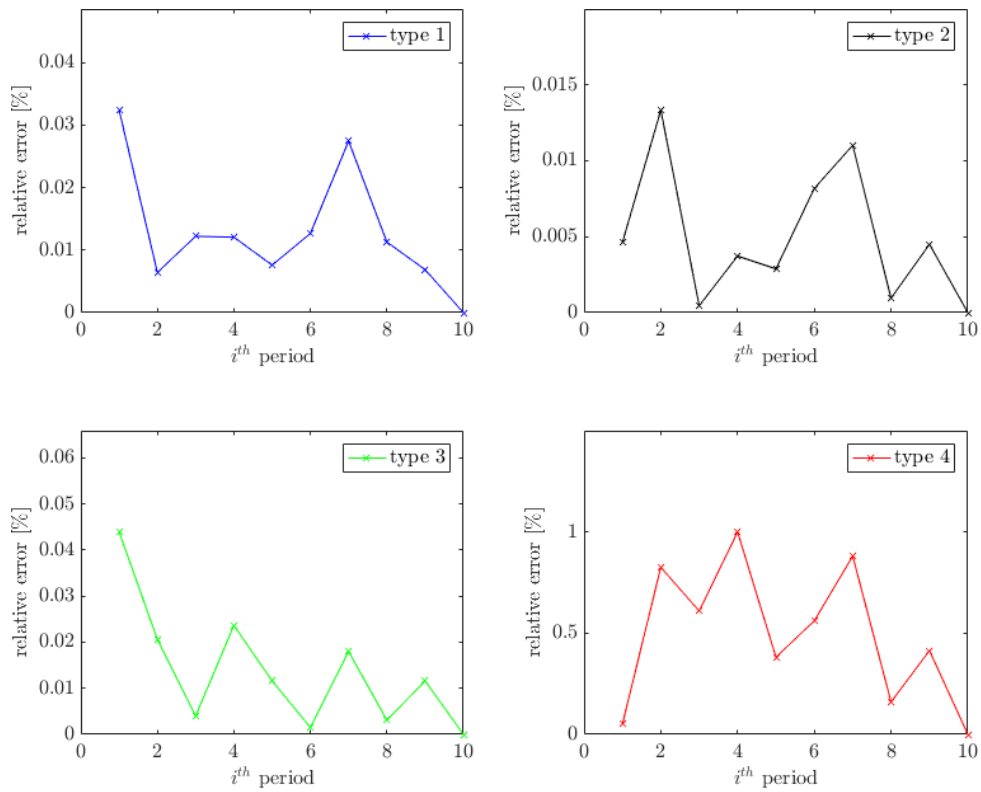 type 1
relative error [%]
0.04
0.03
0.02
0.01
0
0 2 4 6 8 10
i^th period
type 2
relative error [%]
0.015
0.01
0.005
0
0 2 4 6 8 10
i^th period
type 3
relative error [%]
0.06
0.05
0.04
0.03
0.02
0.01
0
0 2 4 6 8 10
i^th period
type 4
relative error [%]
1
0.5
0
0 2 4 6 8 10
i^th period